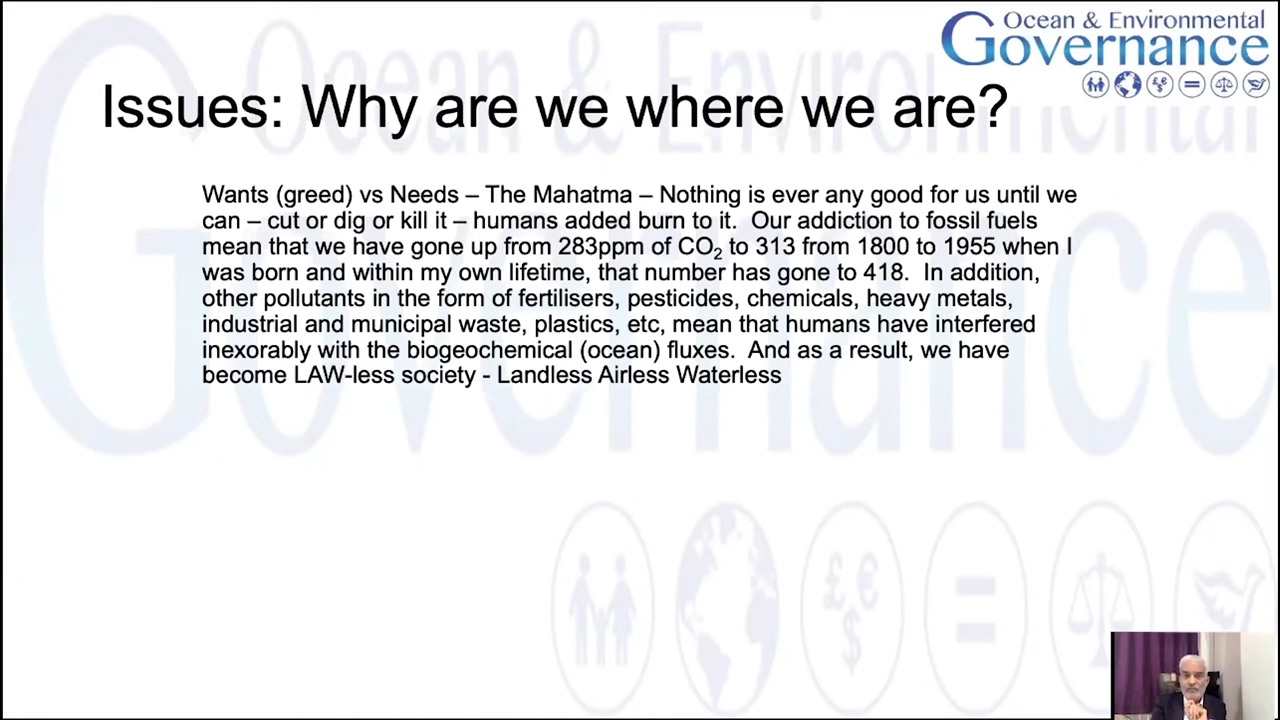 Ocean & Environmental
Governance
Issues: Why are we where we are?
Wants (greed) vs Needs – The Mahatma – Nothing is ever any good for us until we
can – cut or dig or kill it – humans added burn to it.  Our addiction to fossil fuels
mean that we have gone up from 283ppm of CO₂ to 313 from 1800 to 1955 when I
was born and within my own lifetime, that number has gone to 418.  In addition,
other pollutants in the form of fertilisers, pesticides, chemicals, heavy metals,
industrial and municipal waste, plastics, etc, mean that humans have interfered
inexorably with the biogeochemical (ocean) fluxes.  And as a result, we have
become LAW-less society - Landless Airless Waterless
Ocean & Environmental
Governance
£ €
$
=